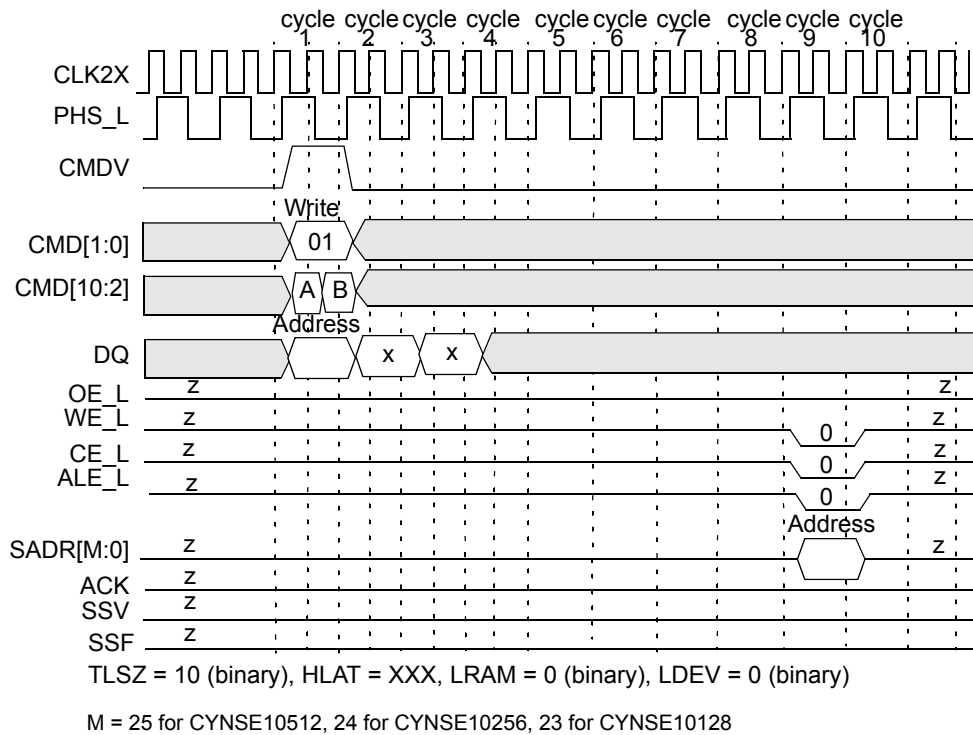 cycle cycle cycle cycle cycle cycle cycle cycle cycle cycle
1 2 3 4 5 6 7 8 9 10
CLK2X
PHS_L
CMDV
Write
CMD[1:0] 01
CMD[10:2] A B
Address
DQ x x
OE_L z z
WE_L z 0 z
CE_L z 0 z
ALE_L z 0 z
Address
SADR[M:0] z z
ACK z
SSV z
SSF z
TLSZ = 10 (binary), HLAT = XXX, LRAM = 0 (binary), LDEV = 0 (binary)
M = 25 for CYNSE10512, 24 for CYNSE10256, 23 for CYNSE10128